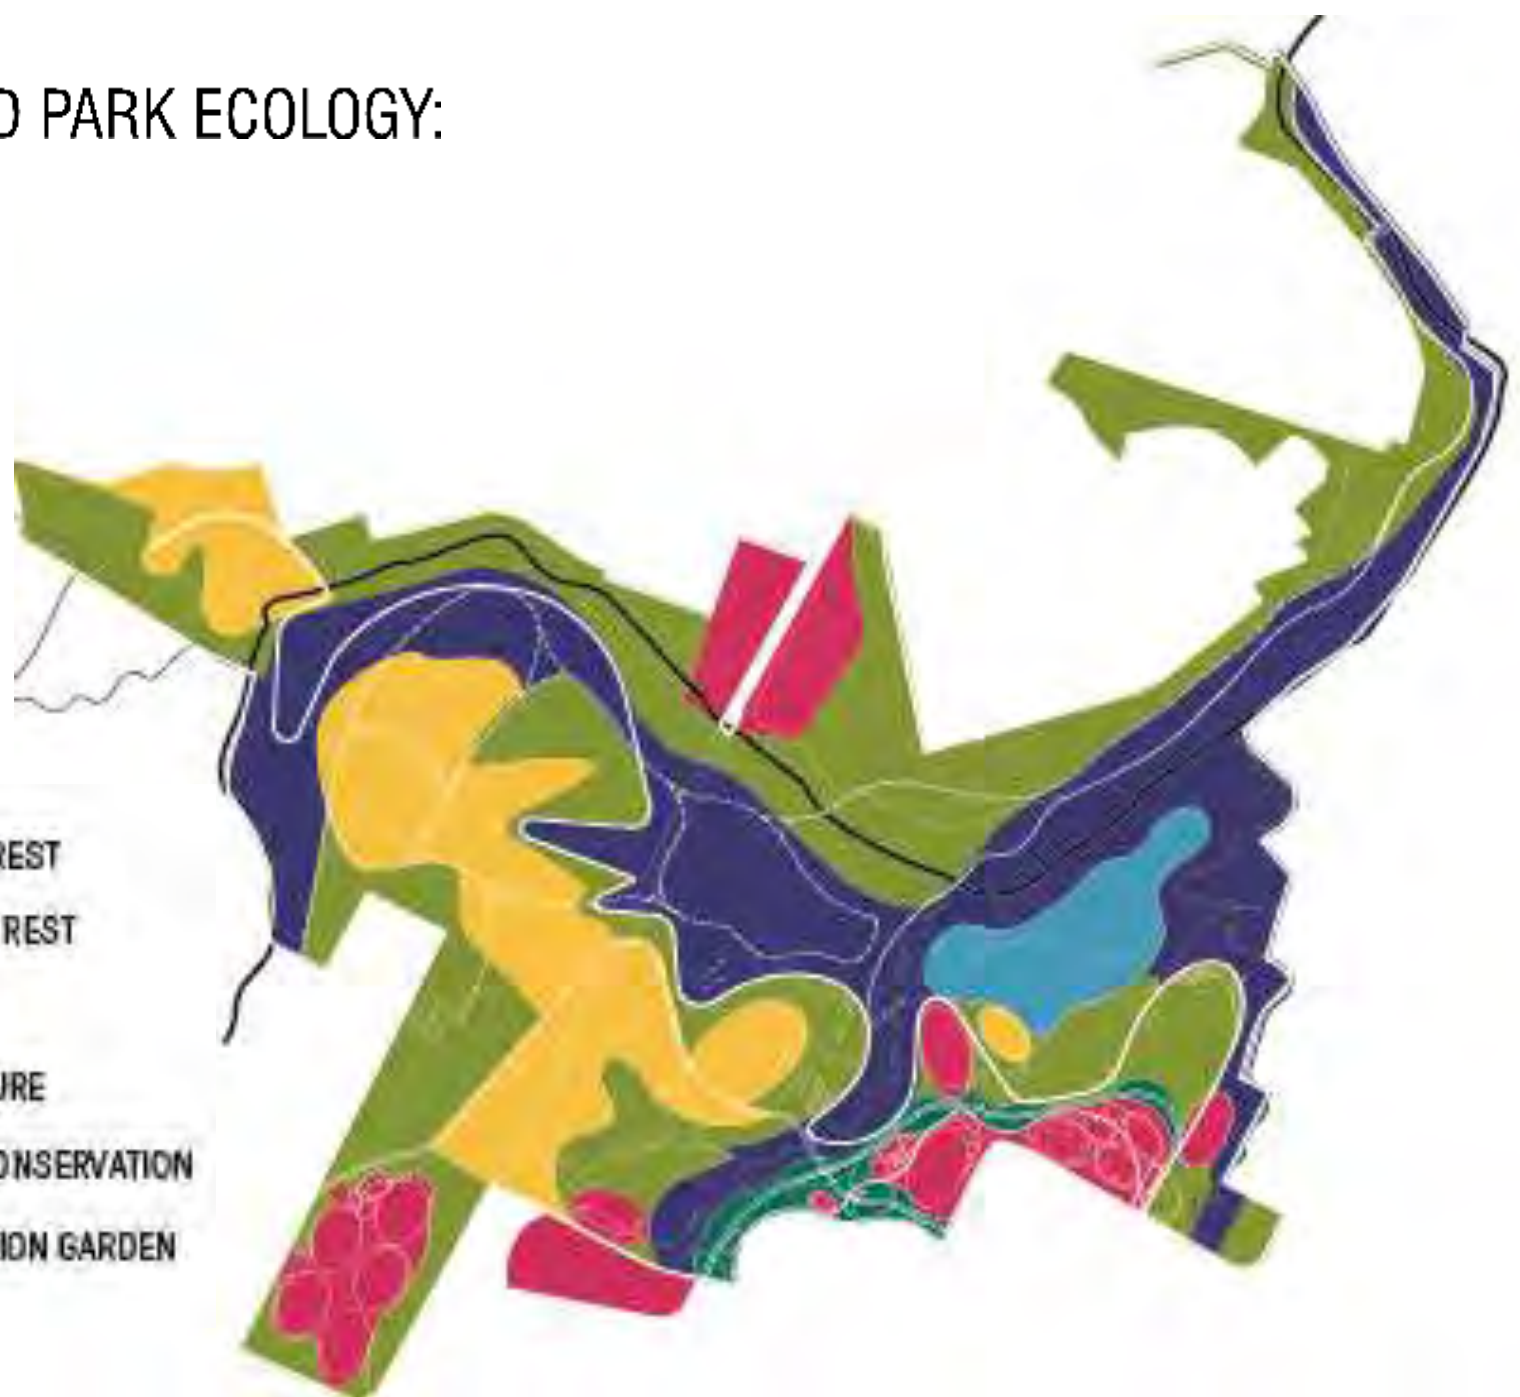 D PARK ECOLOGY:
REST
REST
URE
ONSERVATION
ION GARDEN